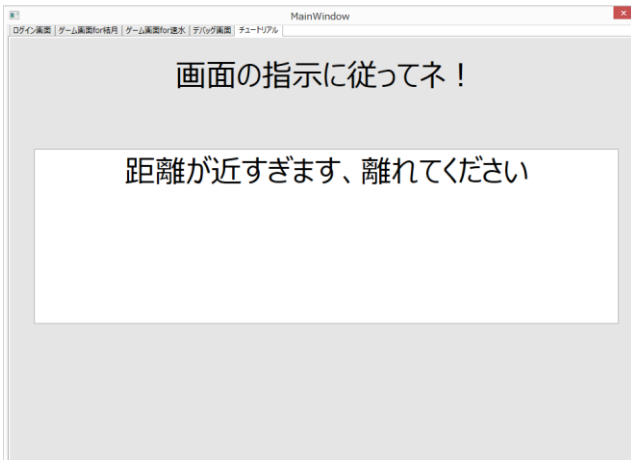 MainWindow
ログイン画面 ゲーム画面for結月 ゲーム画面for速水 デバッグ画面 チュートリアル
画面の指示に従ってネ！
距離が近すぎます、離れてください